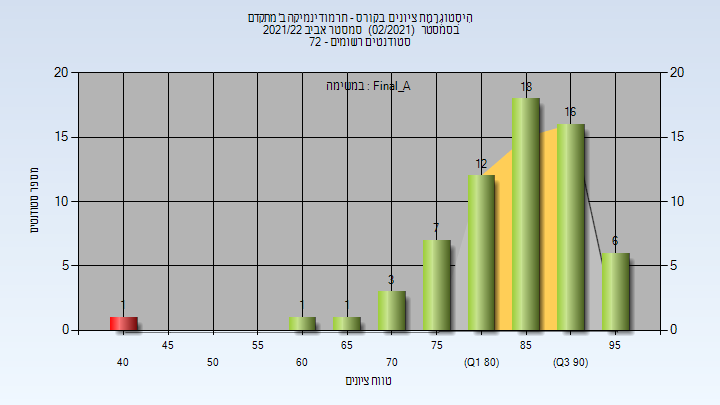 היסטוגרמת ציונים בקורס - תרמודינמיקה ב' מתקדם
בסמסטר (02/2021) סמסטר אביב 2021/22
סטודנטים רשומים - 72
במשימה : Final_A
20 20
15 15
10 10
5 5
0 0
מספר סטודנטים
1 1 1 3 7 12 18 16 6
45 55 65 75 85 95
40 50 60 70 (Q1 80) (Q3 90)
טווח ציונים